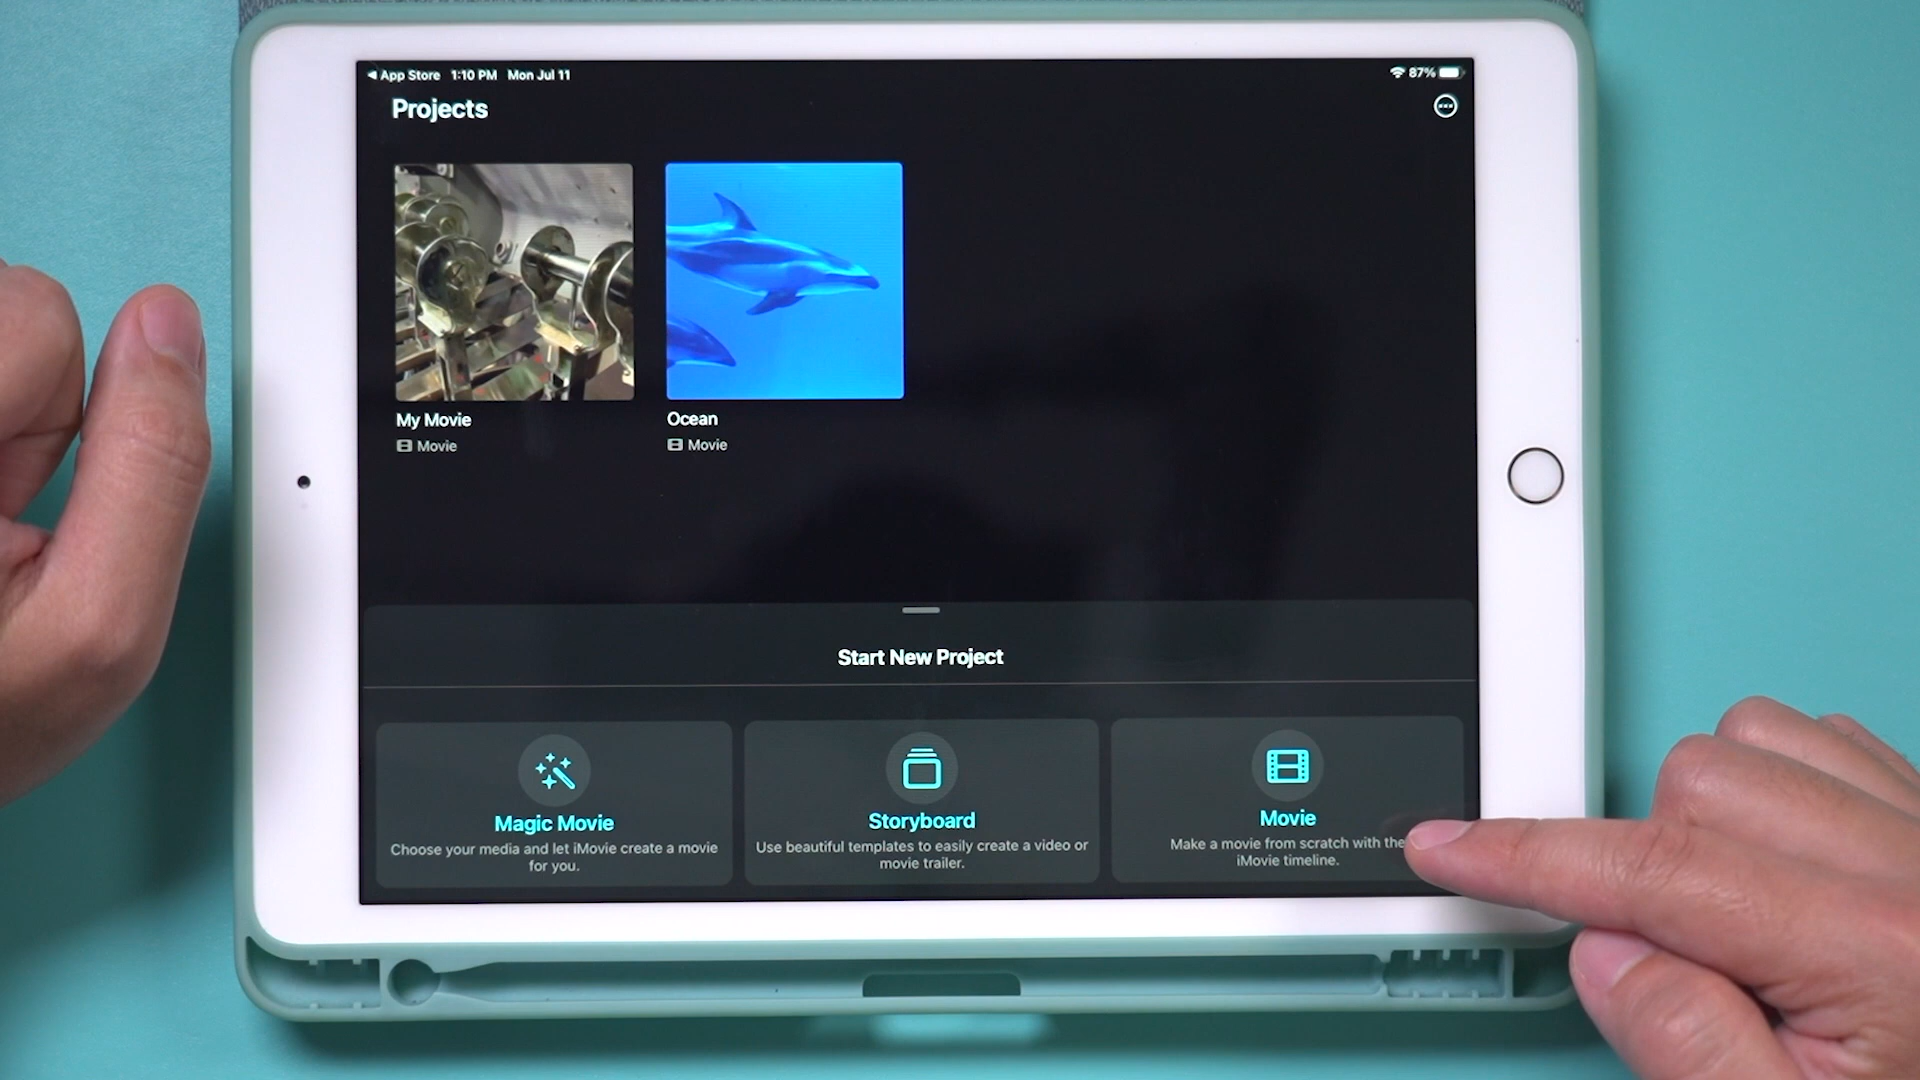 ◀ App Store 1:10 PM Mon Jul 11 87%
Projects
My Movie
Movie
Ocean
Movie
Start New Project
Magic Movie
Choose your media and let iMovie create a movie
for you.
Storyboard
Use beautiful templates to easily create a video or
movie trailer.
Movie
Make a movie from scratch with the
iMovie timeline.